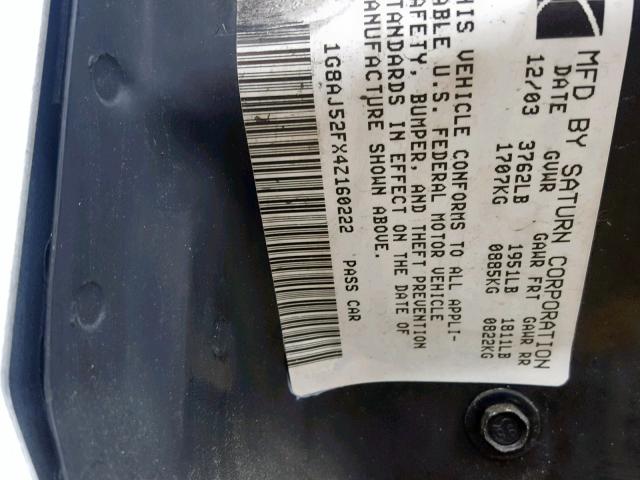 MFD BY SATURN CORPORATION
DATE GVWR GAWR FRT GAWR RR
12/03 3762LB 1951LB 1811LB
1707KG 0885KG 0822KG
THIS VEHICLE CONFORMS TO ALL APPLI-
CABLE U.S. FEDERAL MOTOR VEHICLE
SAFETY, BUMPER, AND THEFT PREVENTION
STANDARDS IN EFFECT ON THE DATE OF
MANUFACTURE SHOWN ABOVE.
1G8AJ52FX4Z160222 PASS CAR